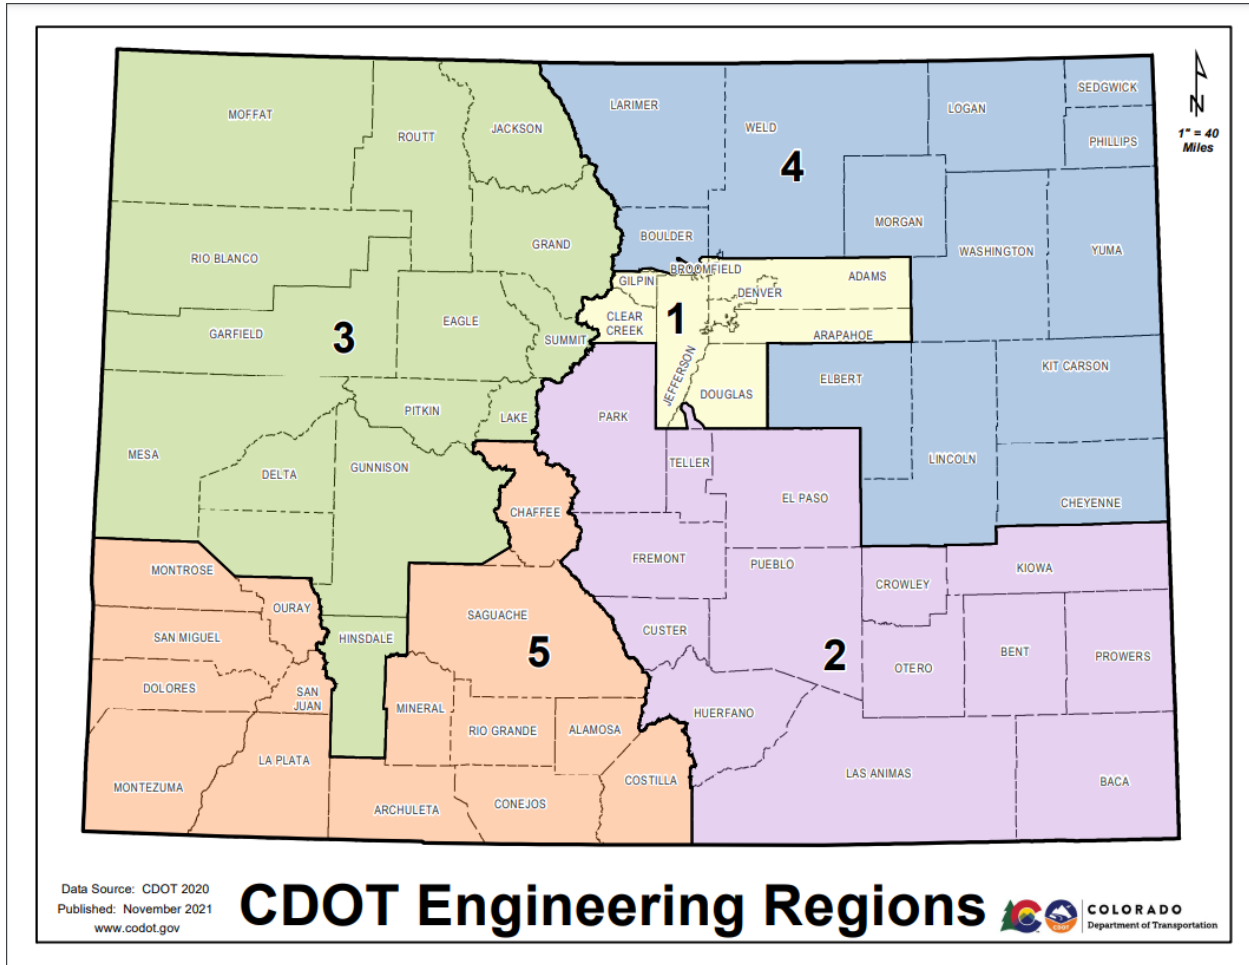 SEDGWICK
LARIMER
LOGAN
MOFFAT
WELD
JACKSON
N
1" = 40
Miles
ROUTT
PHILLIPS
4
MORGAN
BOULDER
GRAND
WASHINGTON
YUMA
RIO BLANCO
BROOMFIELD
GILPIN
ADAMS
DENVER
CLEAR
CREEK
1
EAGLE
GARFIELD
3
SUMMIT
ARAPAHOE
JEFFERSON
KIT CARSON
ELBERT
DOUGLAS
PITKIN
LAKE
PARK
MESA
DELTA
GUNNISON
TELLER
LINCOLN
EL PASO
CHEYENNE
CHAFFEE
FREMONT
PUEBLO
KIOWA
MONTROSE
CROWLEY
OURAY
SAGUACHE
SAN MIGUEL
HINSDALE
CUSTER
5
2
BENT
PROWERS
OTERO
DOLORES
SAN
JUAN
MINERAL
HUERFANO
RIO GRANDE
ALAMOSA
LA PLATA
COSTILLA
LAS ANIMAS
BACA
MONTEZUMA
ARCHULETA
CONEJOS
Data Source: CDOT 2020
Published: November 2021
www.codot.gov
CDOT Engineering Regions
CDOT
COLORADO
Department of Transportation